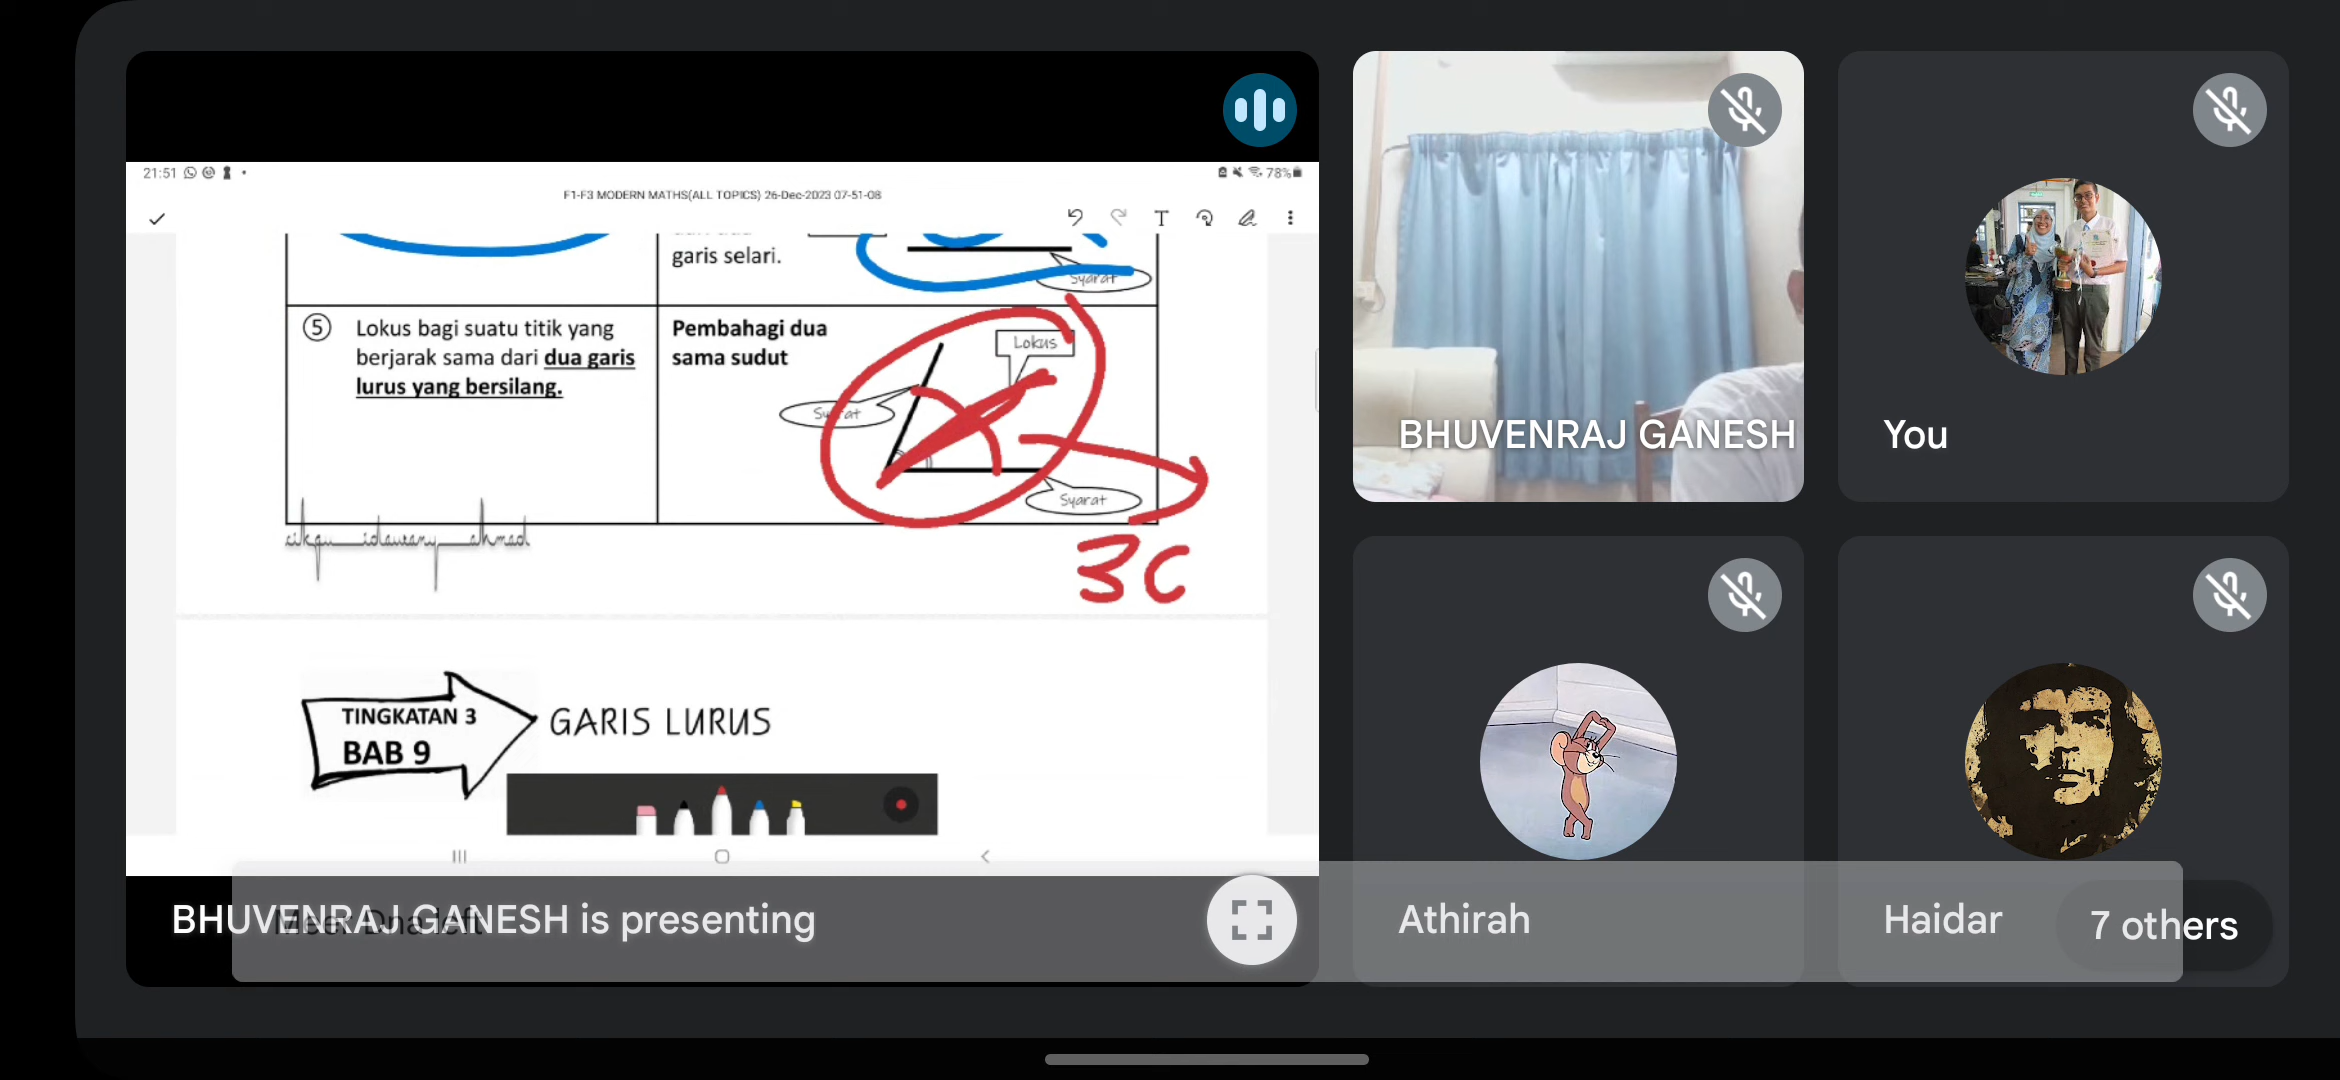 21:51
78%
F1-F3 MODERN MATHS(ALL TOPICS) 26-Dec-2023 07-51-08
T
garis selari.
Syarat
5 Lokus bagi suatu titik yang
berjarak sama dari dua garis
lurus yang bersilang.
Pembahagi dua
sama sudut
Lokus
Syarat
Syarat
cikgu idawany ahmad
3C
TINGKATAN 3
BAB 9
GARIS LURUS
BHUVENRAJ GANESH is presenting
BHUVENRAJ GANESH
You
Athirah
Haidar
7 others